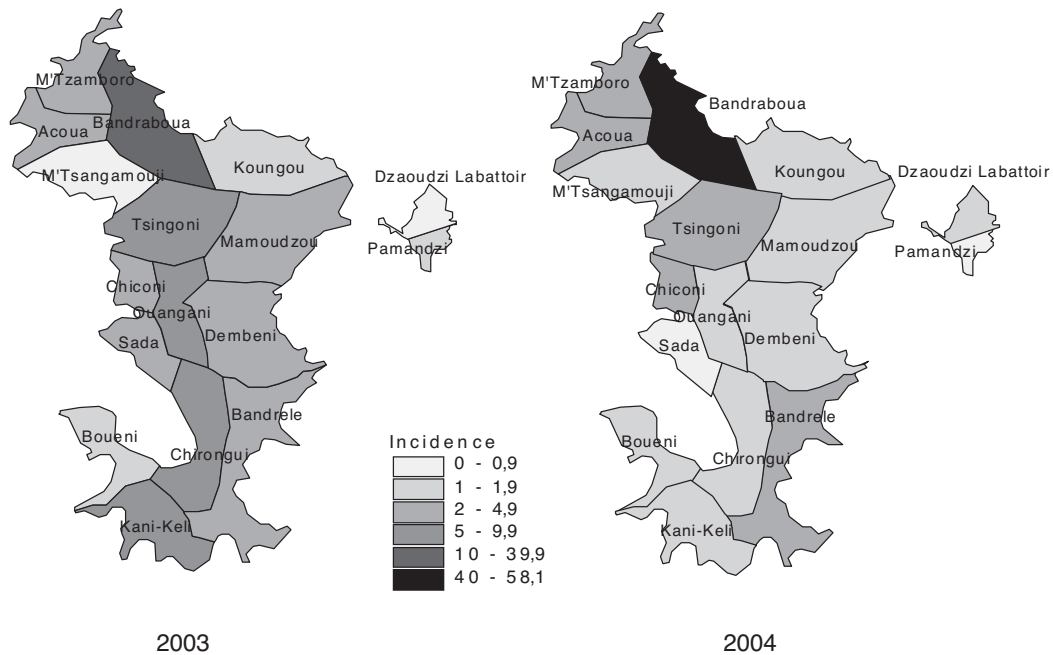 M'Tzamboro
Bandraboua
Acoua
Koungou
M'Tsangamouji
Dzaoudzi Labattoir
Tsingoni
Mamoudzou
Pamandzi
Chiconi
Ouangani
Sada
Dembeni
Bandrele
Boueni
Chirongui
Kani-Keli
2003
Incidence
0 - 0,9
1 - 1,9
2 - 4,9
5 - 9,9
10 - 39,9
40 - 58,1
M'Tzamboro
Bandraboua
Acoua
Koungou
M'Tsangamouji
Dzaoudzi Labattoir
Tsingoni
Mamoudzou
Pamandzi
Chiconi
Ouangani
Sada
Dembeni
Bandrele
Boueni
Chirongui
Kani-Keli
2004